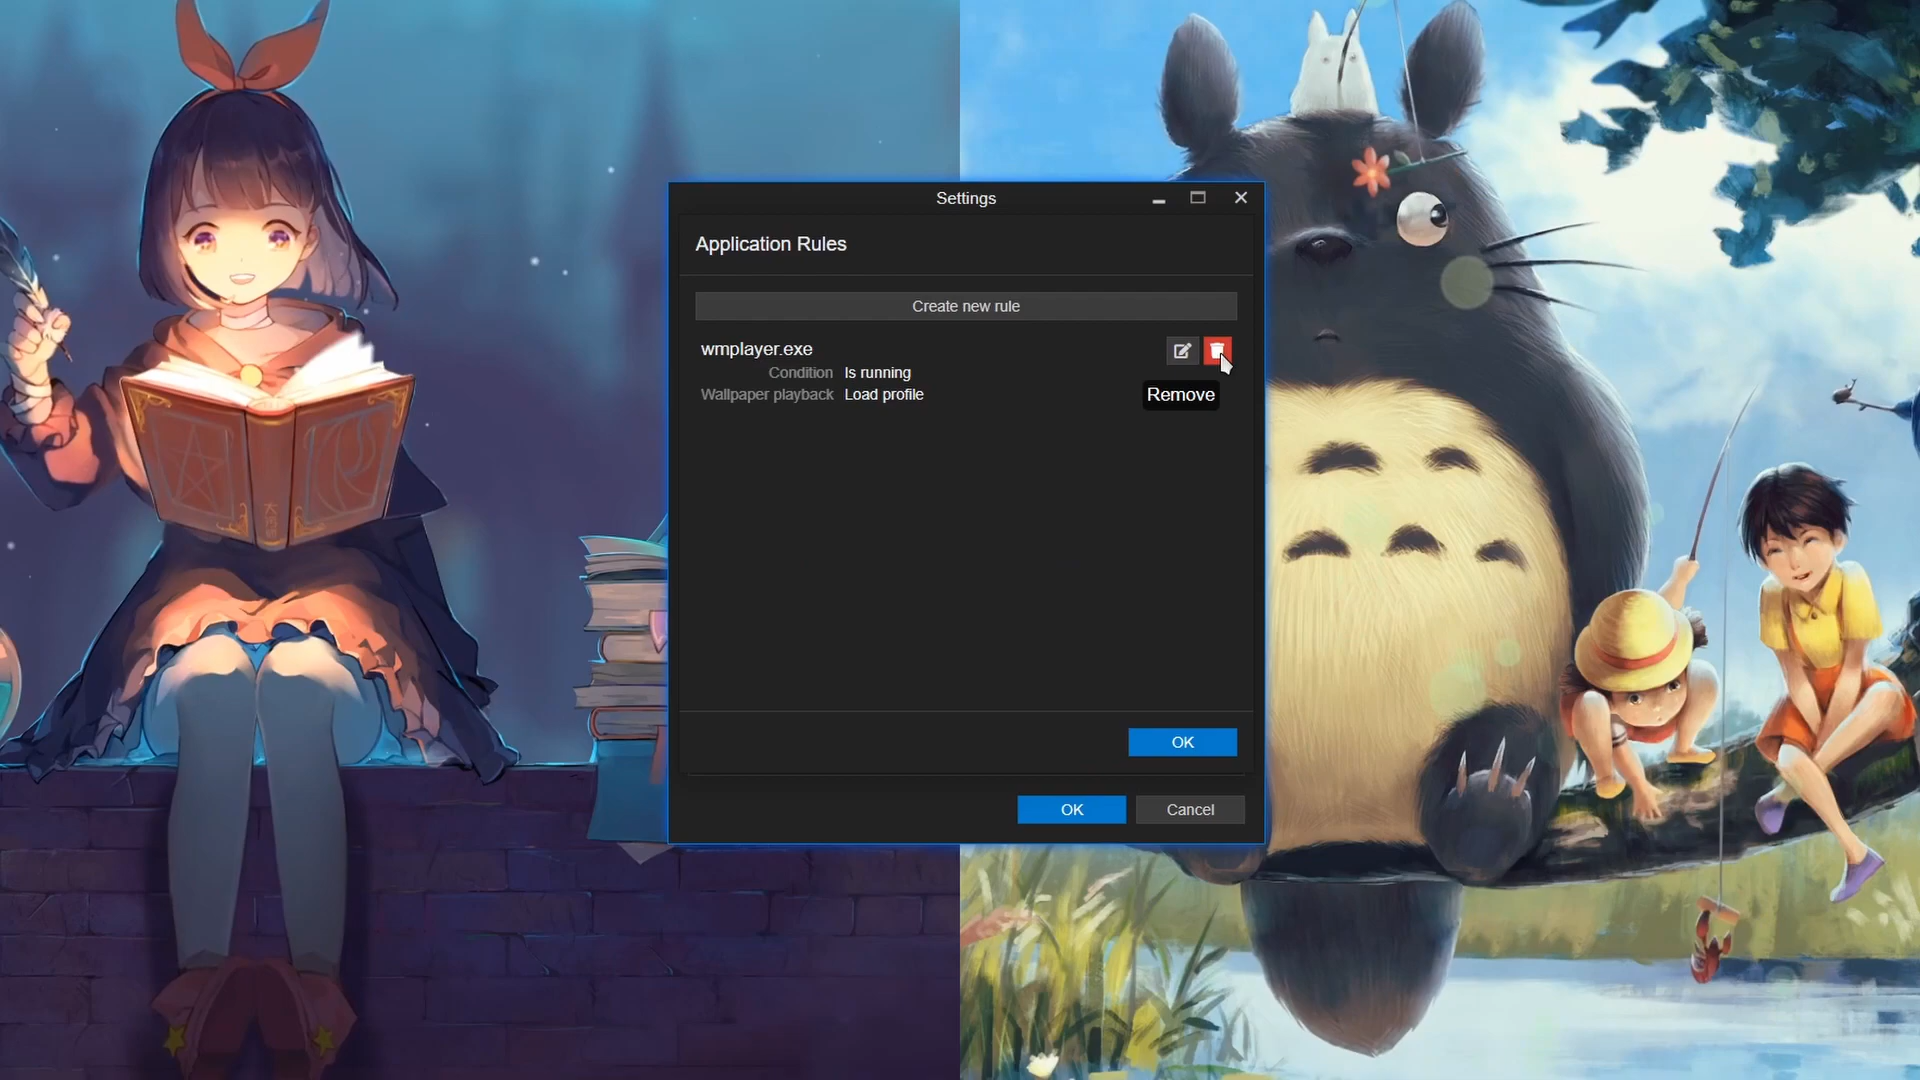 Settings
Application Rules
Create new rule
wmplayer.exe
Condition Is running
Wallpaper playback Load profile
Remove
OK
OK Cancel